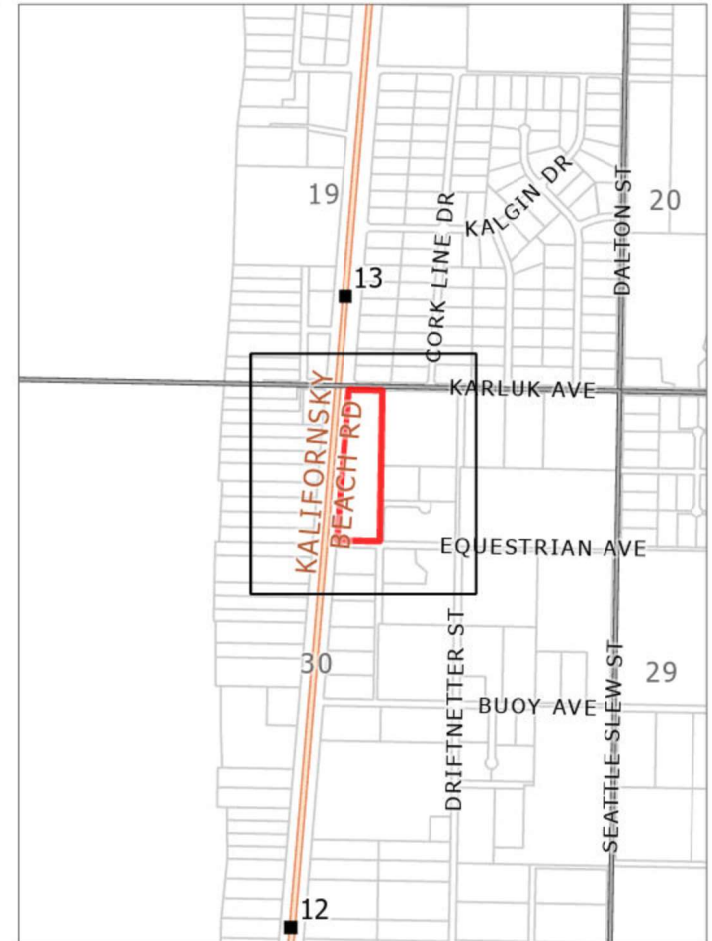 19
20
KALGIN DR
DALTON ST
CORK LINE DR
13
KARLUK AVE
KALIFORNSKY
BEACH RD
EQUESTRIAN AVE
30
29
DRIFTNETTER ST
BUOY AVE
SEATTLE SLEW ST
12